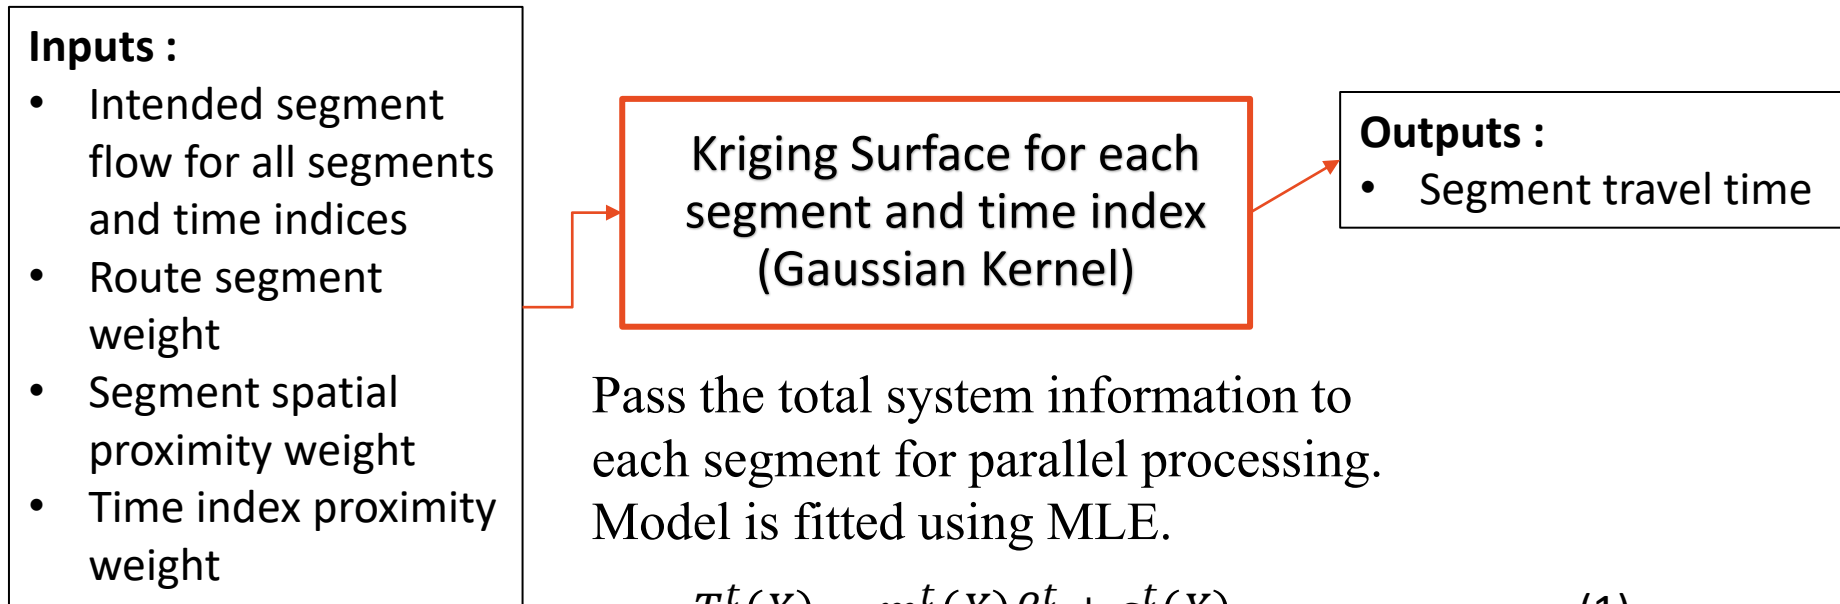 Inputs :
• Intended segment
flow for all segments
and time indices
• Route segment
weight
• Segment spatial
proximity weight
• Time index proximity
weight
Kriging Surface for each
segment and time index
(Gaussian Kernel)
Outputs :
• Segment travel time
Pass the total system information to
each segment for parallel processing.
Model is fitted using MLE.
(1)